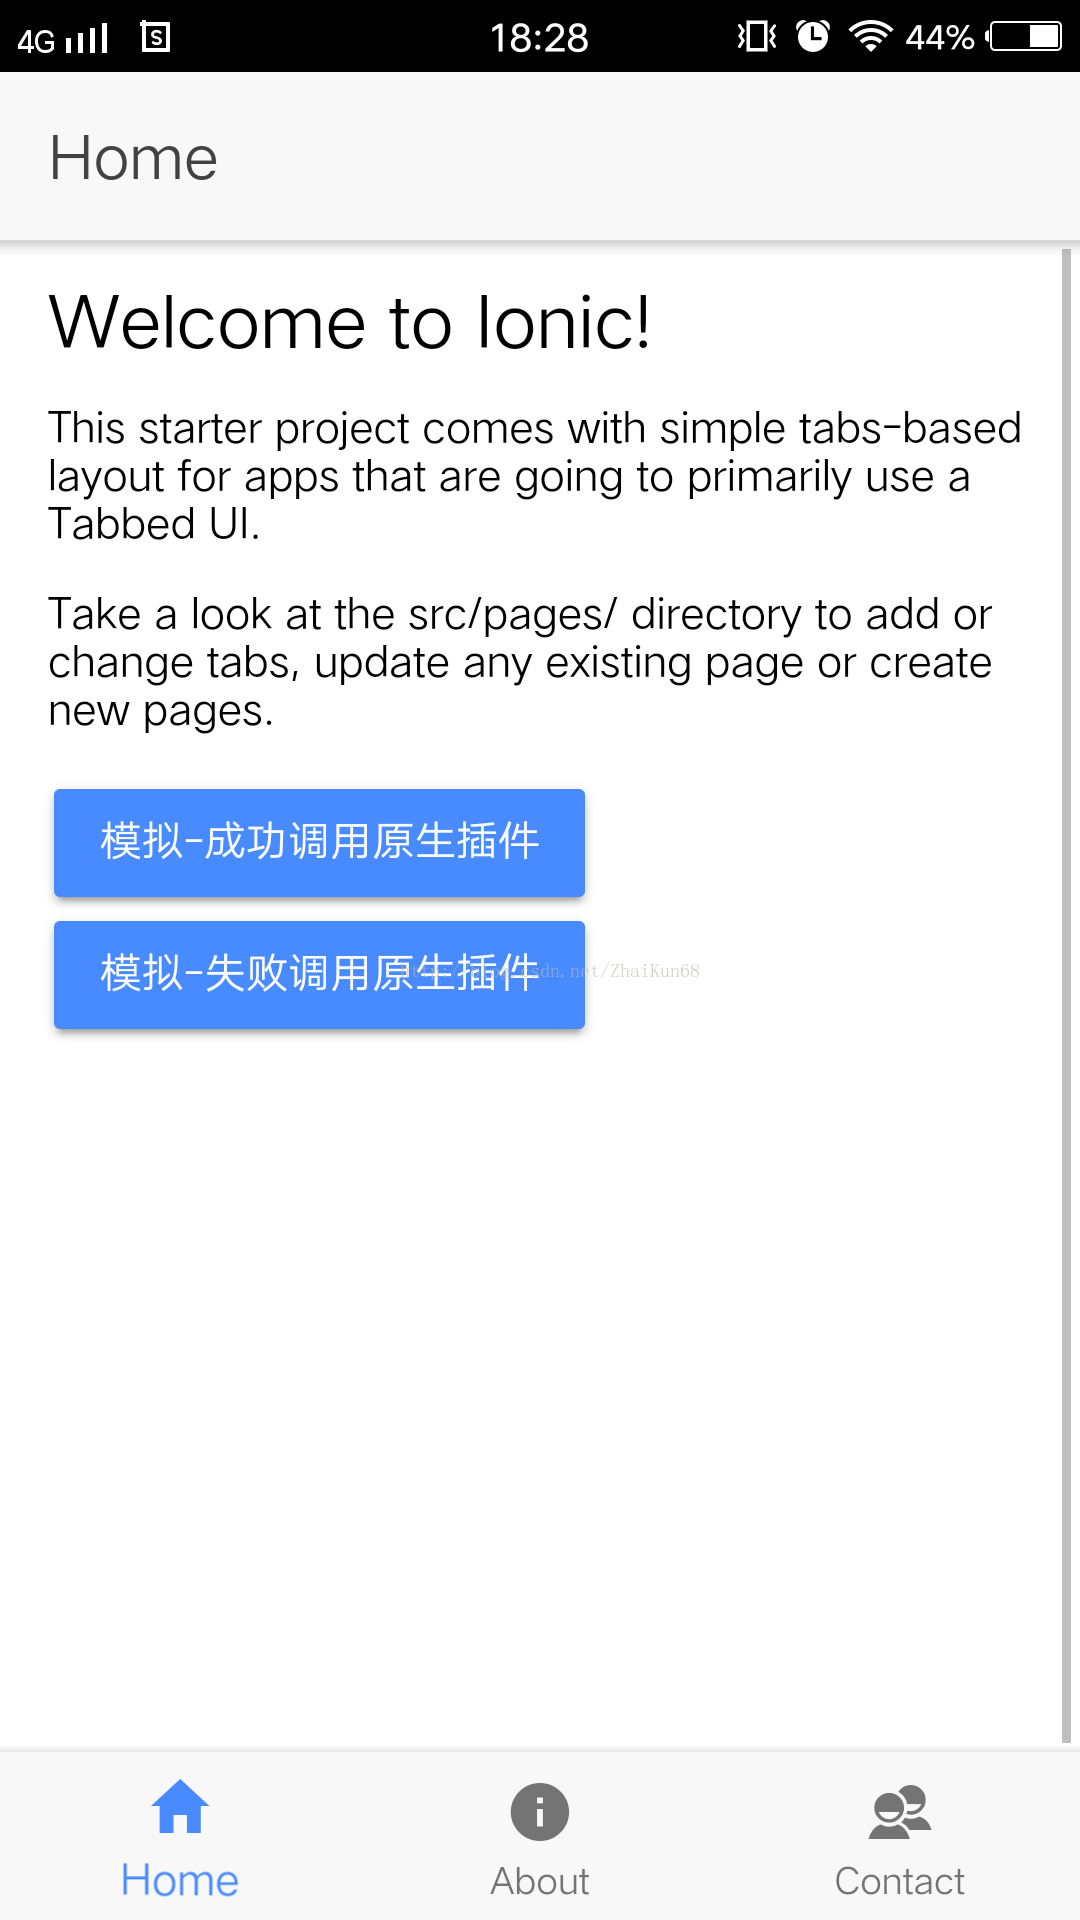 4G
S
18:28
44%
Home
Welcome to Ionic!
This starter project comes with simple tabs-based
layout for apps that are going to primarily use a
Tabbed UI.
Take a look at the src/pages/ directory to add or
change tabs, update any existing page or create
new pages.
模拟-成功调用原生插件
模拟-失败调用原生插件
http://blog.csdn.net/ZhaiKun68
Home
About
Contact